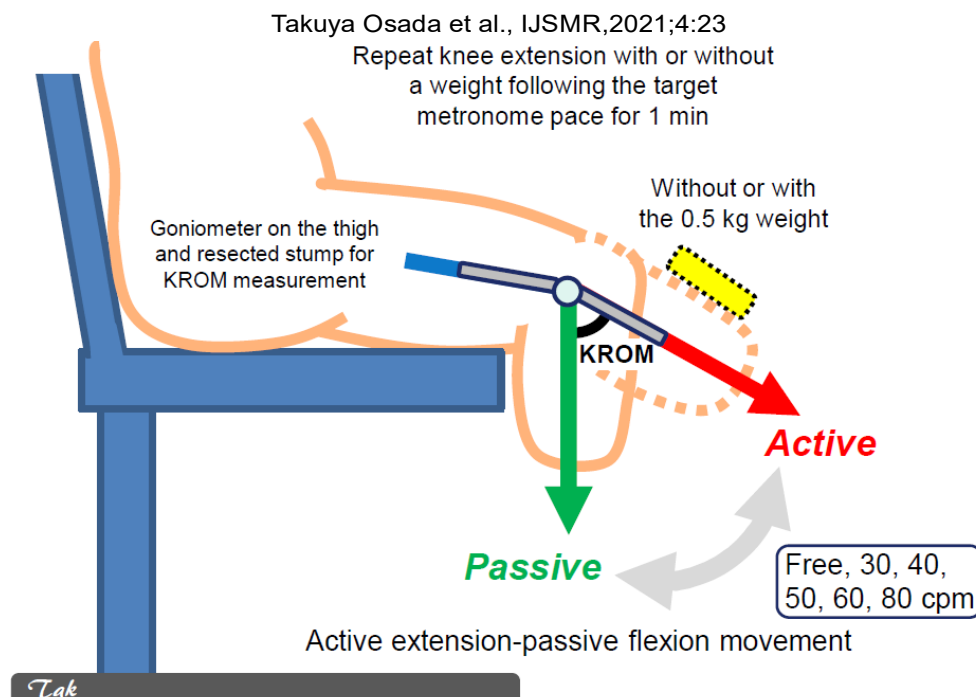 Takuya Osada et al., IJSMR,2021;4:23
Repeat knee extension with or without
a weight following the target
metronome pace for 1 min
Without or with
the 0.5 kg weight
Goniometer on the thigh
and resected stump for
KROM measurement
KROM
Active
Passive
Free, 30, 40,
50, 60, 80 cpm
Active extension-passive flexion movement
Tak